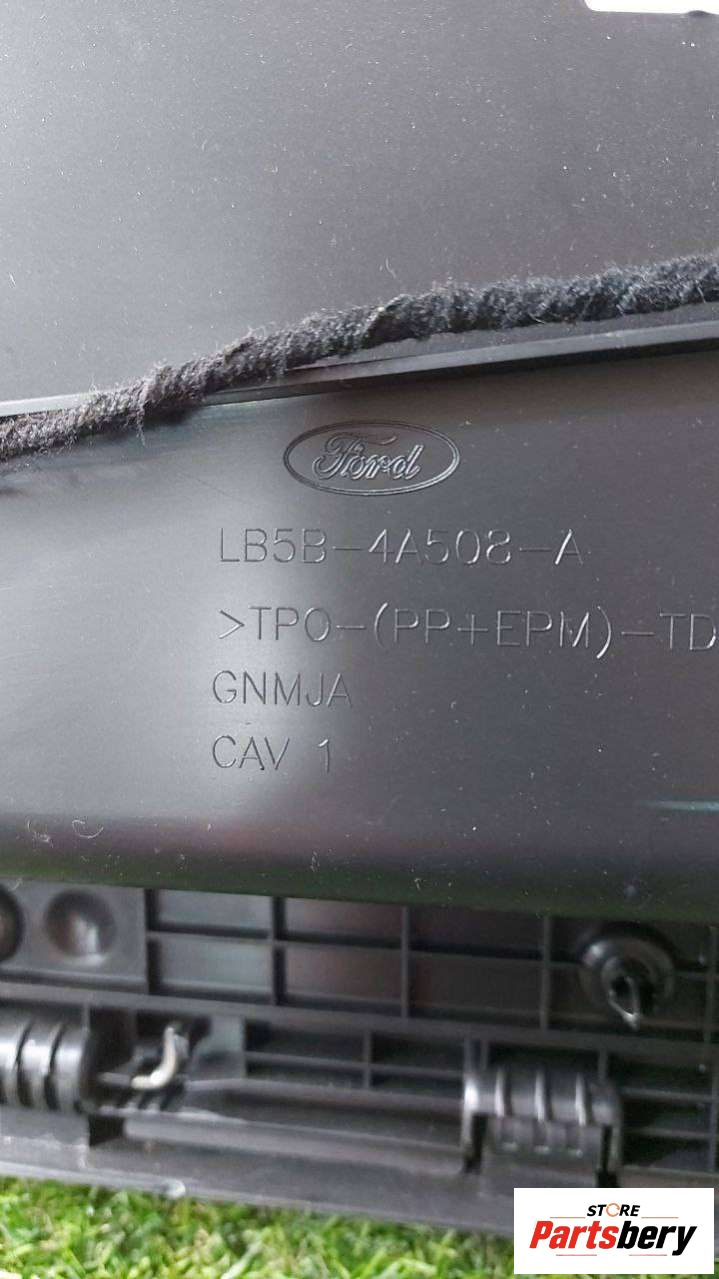 Ford
LB5B-4A508-A
>TPO-(PP+EPM)-TD
GNMJA
CAV 1
STORE
Partsbery